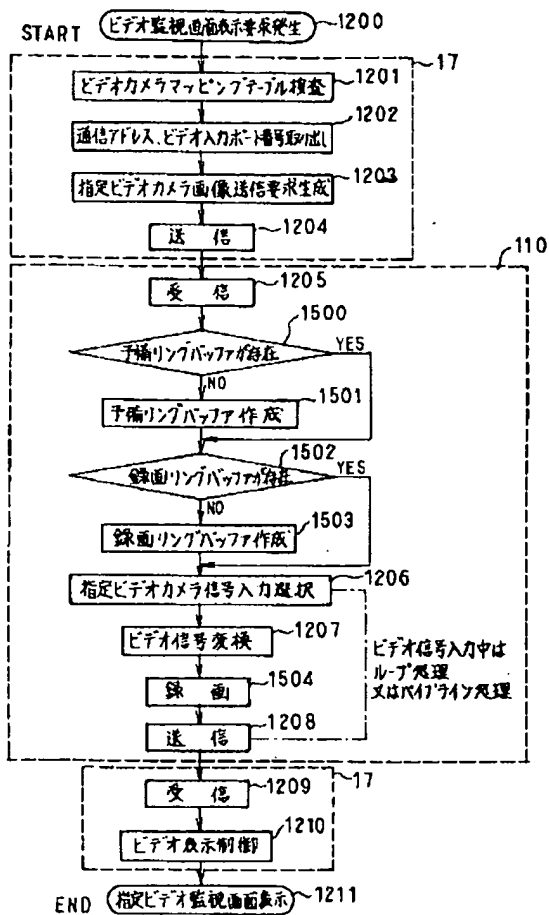 START ビデオ監視画面表示要求発生 1200
17
ビデオカメラマッピングテーブル検査 1201
1202
通信アドレス、ビデオ入力ポート番号取り出し
1203
指定ビデオカメラ画像送信要求生成
1204
送信
110
1205
受信
1500
予備リングバッファが存在 YES
NO
1501
予備リングバッファ作成
1502
録画リングバッファが存在 YES
NO
1503
録画リングバッファ作成
1206
指定ビデオカメラ信号入力選択
1207
ビデオ信号変換
ビデオ信号入力中は
ループ処理
又はパイプライン処理
1504
録画
1208
送信
17
1209
受信
1210
ビデオ表示制御
END 指定ビデオ監視画面表示 1211